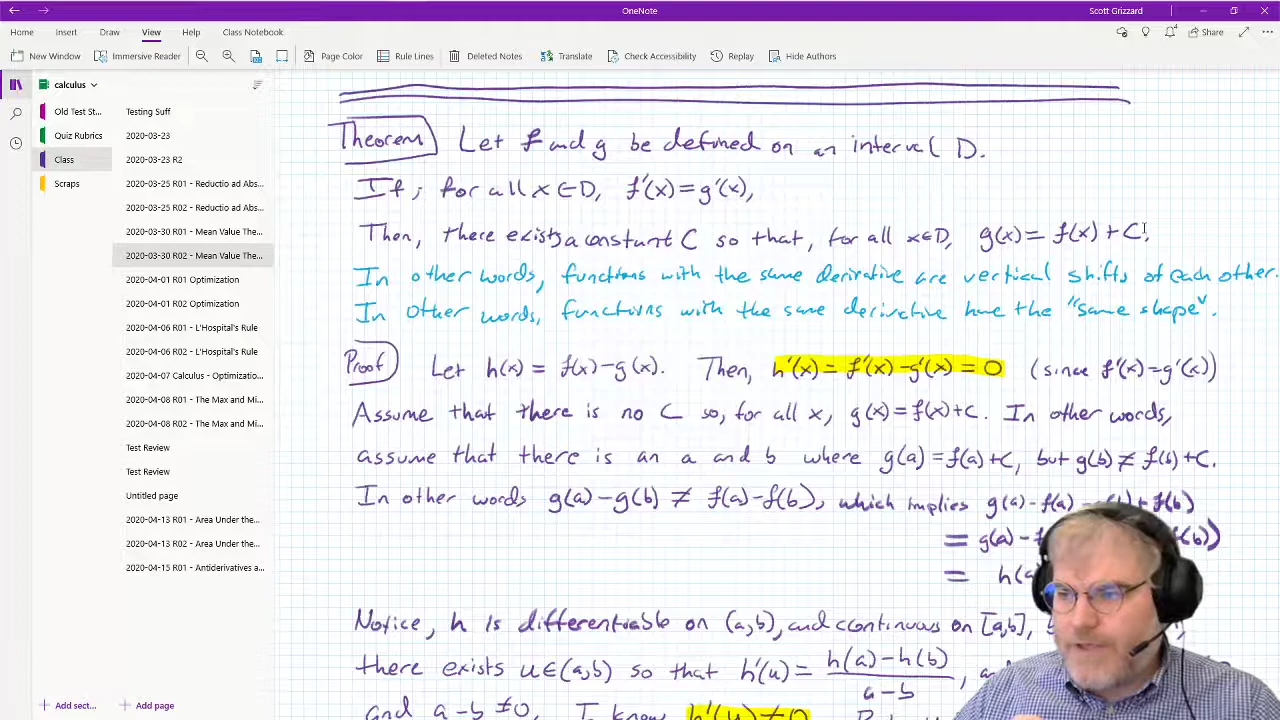 OneNote
Scott Grizzard
Home Insert Draw View Help Class Notebook
Share
New Window Immersive Reader Page Color Rule Lines Deleted Notes Translate Check Accessibility Replay Hide Authors
calculus
Old Test St...
Quiz Rubrics
Class
Scraps
Testing Suff
2020-03-23
2020-03-23 R2
2020-03-25 R01 - Reductio ad Abs...
2020-03-25 R02 - Reductio ad Abs...
2020-03-30 R01 - Mean Value The...
2020-03-30 R02 - Mean Value The...
2020-04-01 R01 Optimization
2020-04-01 R02 Optimization
2020-04-06 R01 - L'Hospital's Rule
2020-04-06 R02 - L'Hospital's Rule
2020-04-07 Calculus - Optimization
2020-04-08 R01 - The Max and Mi...
2020-04-08 R02 - The Max and Mi...
Test Review
Test Review
Untitled page
2020-04-13 R01 - Area Under the...
2020-04-13 R02 - Area Under the...
2020-04-15 R01 - Antiderivatives a...
Add sect...
Add page
Theorem Let f and g be defined on an interval D.
If, for all x∈D, f'(x)=g'(x),
Then, there exists a constant C so that, for all x∈D, g(x)= f(x)+C.
In other words, functions with the same derivative are vertical shifts of each other.
In other words, functions with the same derivative have the "same shape".
Proof Let h(x) = f(x)-g(x). Then, h'(x)= f'(x)-g'(x) = 0 (since f'(x)=g'(x))
Assume that there is no C so, for all x, g(x)=f(x)+C. In other words,
assume that there is an a and b where g(a)=f(a)+C, but g(b)≠ f(b)+C.
In other words g(a)-g(b) ≠ f(a)-f(b), which implies g(a)-f(a)
= g(a)-
= h(a
Notice, h is differentiable on (a,b), and continuous on [a,b],
there exists u∈(a,b) so that h'(u)= h(a)-h(b) / a-b
and a-b ≠0, I know h'(u)≠0